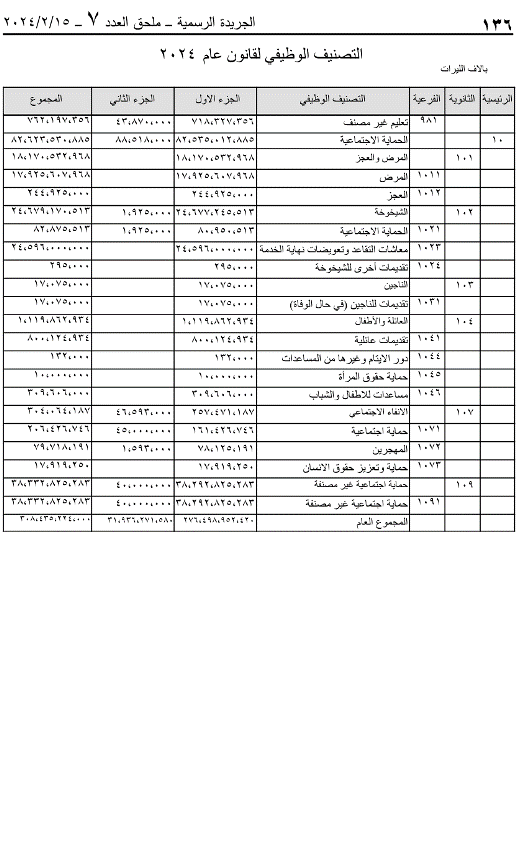 ١٣٦ الجريدة الرسمية ــ ملحق العدد ٧ ــ ٢٠٢٤/٢/١٥
التصنيف الوظيفي لقانون عام ٢٠٢٤
بالاف الليرات
الرئيسية الثانوية الفرعية التصنيف الوظيفي الجزء الاول الجزء الثاني المجموع
٩٨١ تعليم غير مصنف ٧١٨،٣٢٧،٣٥٦ ٤٣،٨٧٠،٠٠٠ ٧٦٢،١٩٧،٣٥٦
١٠ الحماية الاجتماعية ٨٢،٥٣٥،٠١٢،٨٨٥ ٨٨،٥١٨،٠٠٠ ٨٢،٦٢٣،٥٣٠،٨٨٥
١٠١ المرض والعجز ١٨،١٧٠،٥٣٢،٩٦٨ ١٨،١٧٠،٥٣٢،٩٦٨
١٠١١ المرض ١٧،٩٢٥،٦٠٧،٩٦٨ ١٧،٩٢٥،٦٠٧،٩٦٨
١٠١٢ العجز ٢٤٤،٩٢٥،٠٠٠ ٢٤٤،٩٢٥،٠٠٠
١٠٢ الشيخوخة ٢٤،٦٧٧،٢٤٥،٥١٣ ١،٩٢٥،٠٠٠ ٢٤،٦٧٩،١٧٠،٥١٣
١٠٢١ الحماية الاجتماعية ٨٠،٩٥٠،٥١٣ ١،٩٢٥،٠٠٠ ٨٢،٨٧٥،٥١٣
١٠٢٣ معاشات التقاعد وتعويضات نهاية الخدمة ٢٤،٥٩٦،٠٠٠،٠٠٠ ٢٤،٥٩٦،٠٠٠،٠٠٠
١٠٢٤ تقديمات أخرى للشيخوخة ٢٩٥،٠٠٠ ٢٩٥،٠٠٠
١٠٣ الناجين ١٧،٠٧٥،٠٠٠ ١٧،٠٧٥،٠٠٠
١٠٣١ تقديمات للناجين (في حال الوفاة) ١٧،٠٧٥،٠٠٠ ١٧،٠٧٥،٠٠٠
١٠٤ العائلة والأطفال ١،١١٩،٨٦٢،٩٣٤ ١،١١٩،٨٦٢،٩٣٤
١٠٤١ تقديمات عائلية ٨٠٠،١٢٤،٩٣٤ ٨٠٠،١٢٤،٩٣٤
١٠٤٤ دور الايتام وغيرها من المساعدات ١٣٢،٠٠٠ ١٣٢،٠٠٠
١٠٤٥ حماية حقوق المرأة ١٠،٠٠٠،٠٠٠ ١٠،٠٠٠،٠٠٠
١٠٤٦ مساعدات للاطفال والشباب ٣٠٩،٦٠٦،٠٠٠ ٣٠٩،٦٠٦،٠٠٠
١٠٧ الانفاء الاجتماعي ٢٥٧،٤٧١،١٨٧ ٤٦،٥٩٣،٠٠٠ ٣٠٤،٠٦٤،١٨٧
١٠٧١ حماية اجتماعية ١٦١،٤٢٦،٧٤٦ ٤٥،٠٠٠،٠٠٠ ٢٠٦،٤٢٦،٧٤٦
١٠٧٢ المهجرين ٧٨،١٢٥،١٩١ ١،٥٩٣،٠٠٠ ٧٩،٧١٨،١٩١
١٠٧٣ حماية وتعزيز حقوق الانسان ١٧،٩١٩،٢٥٠ ١٧،٩١٩،٢٥٠
١٠٩ حماية اجتماعية غير مصنفة ٣٨،٢٩٢،٨٢٥،٢٨٣ ٤٠،٠٠٠،٠٠٠ ٣٨،٣٣٢،٨٢٥،٢٨٣
١٠٩١ حماية اجتماعية غير مصنفة ٣٨،٢٩٢،٨٢٥،٢٨٣ ٤٠،٠٠٠،٠٠٠ ٣٨،٣٣٢،٨٢٥،٢٨٣
المجموع العام ٢٧٦،٤٩٨،٩٥٢،٤٢٠ ٣١،٩٣٦،٢٧١،٥٨٠ ٣٠٨،٤٣٥،٢٢٤،٠٠٠